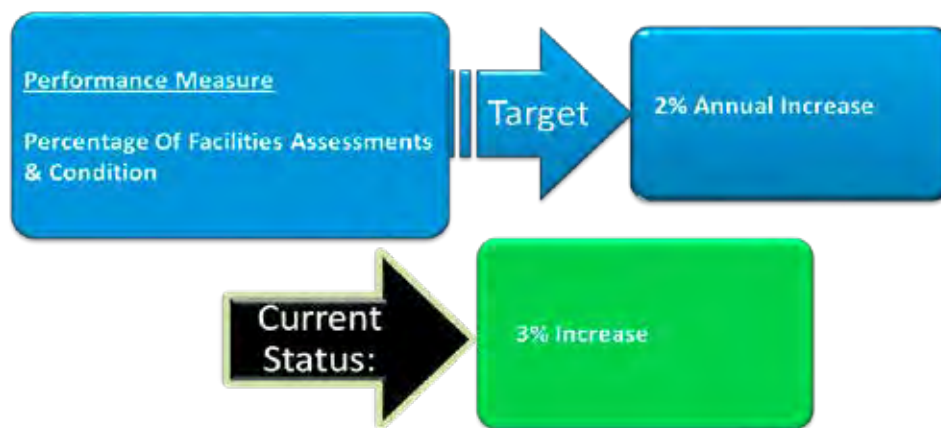 Performance Measure
Percentage Of Facilities Assessments
& Condition
Target
2% Annual Increase
Current
Status:
3% Increase